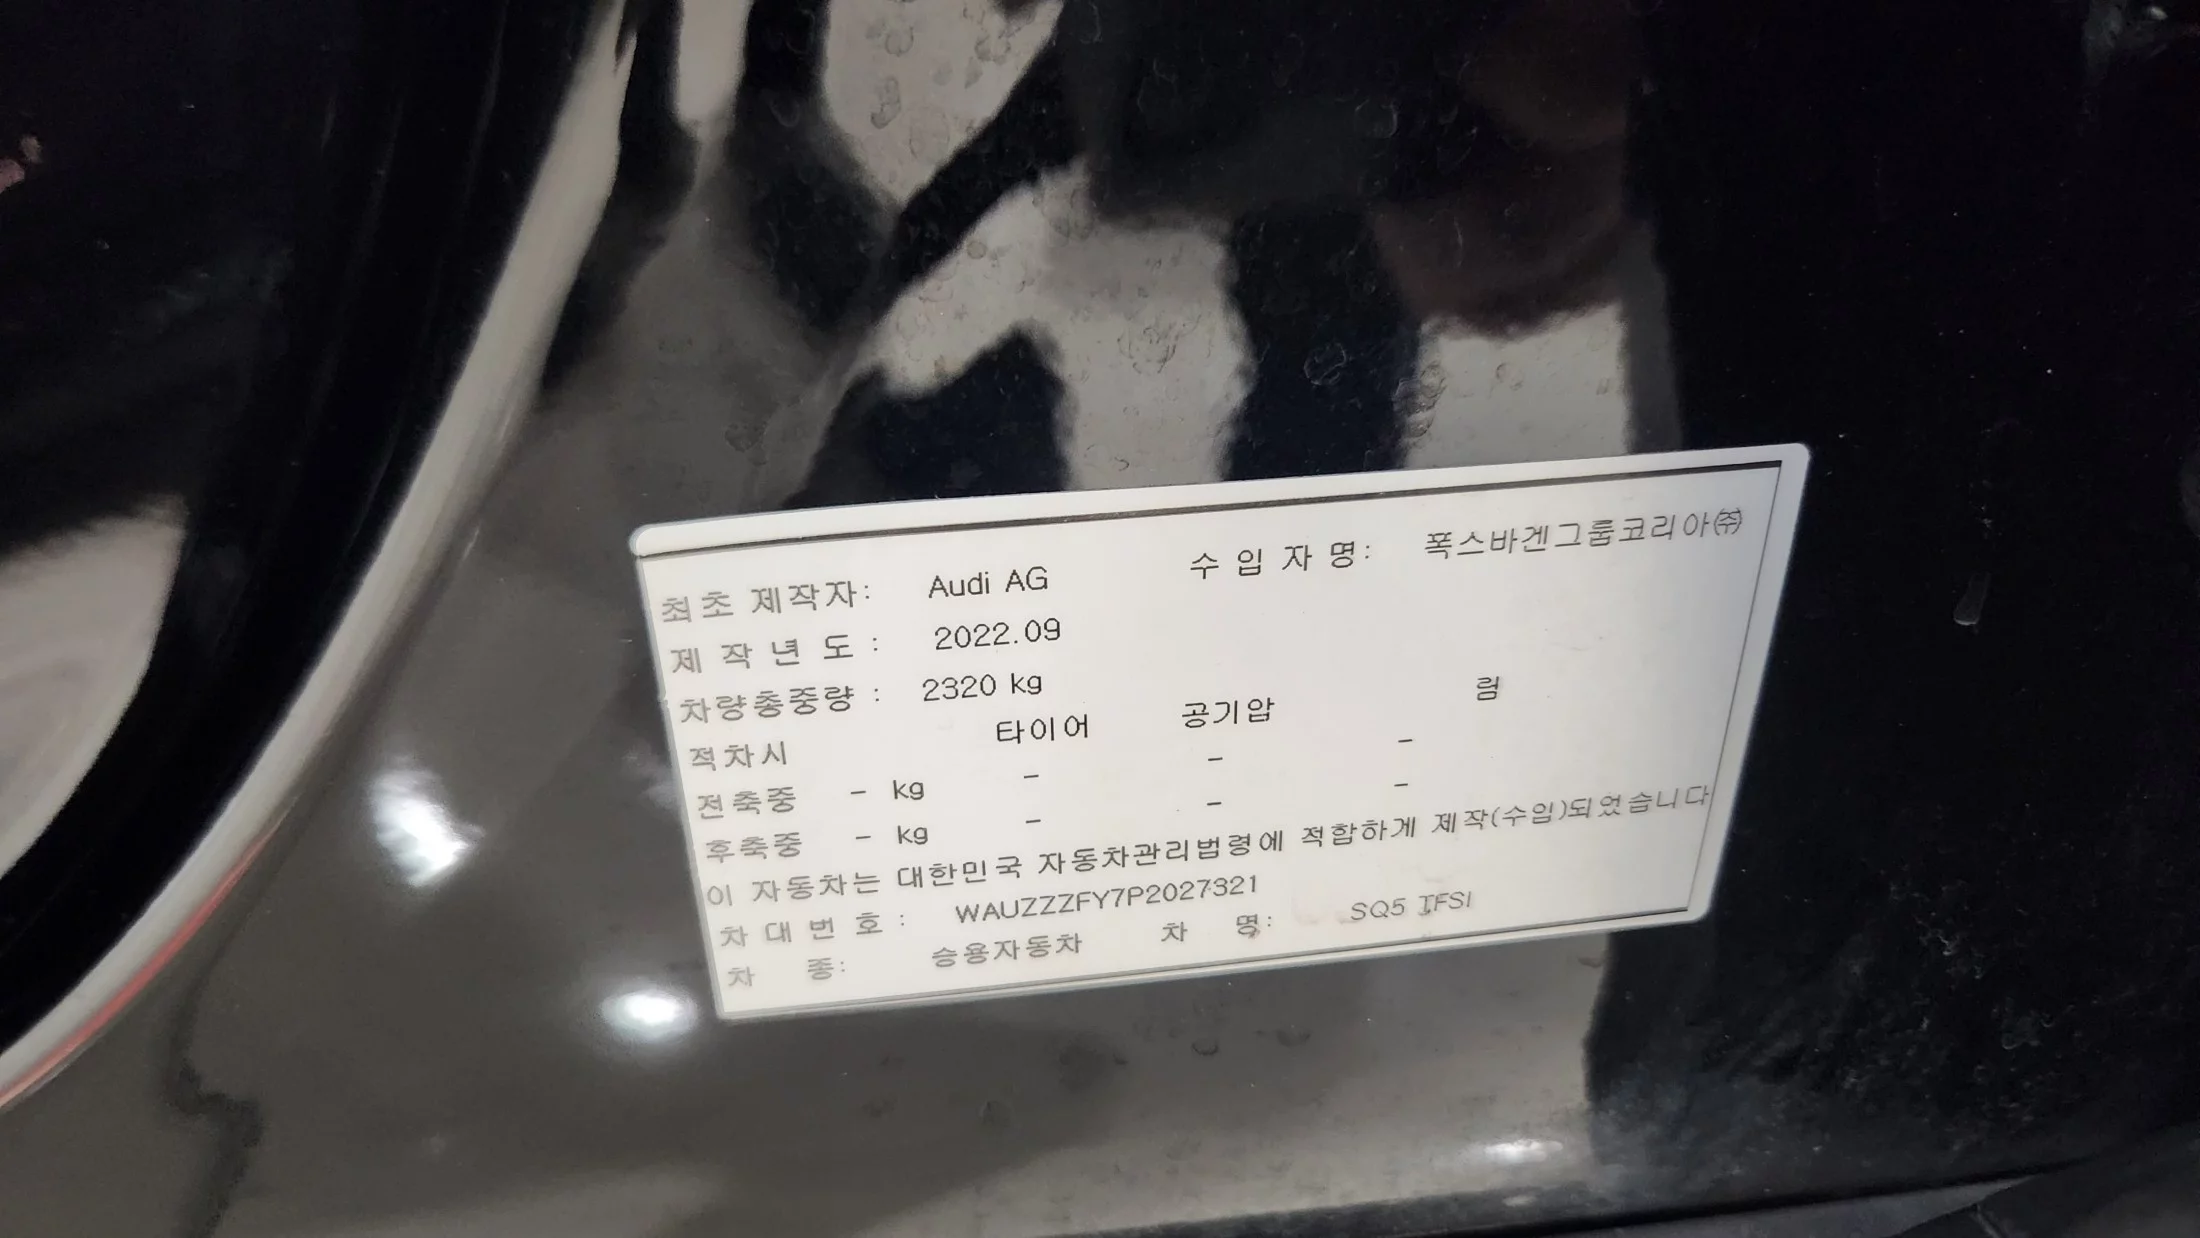 최초 제작자: Audi AG 수 입 자 명: 폭스바겐그룹코리아㈜
제 작 년 도 : 2022.09
차량총중량 : 2320 kg
적차시 타이어 공기압 림
전축중 - kg - - -
후축중 - kg - - -
이 자동차는 대한민국 자동차관리법령에 적합하게 제작(수입)되었습니다
차 대 번 호 : WAUZZZFY7P2027321
차 종: 승용자동차 차 명: SQ5 TFSI